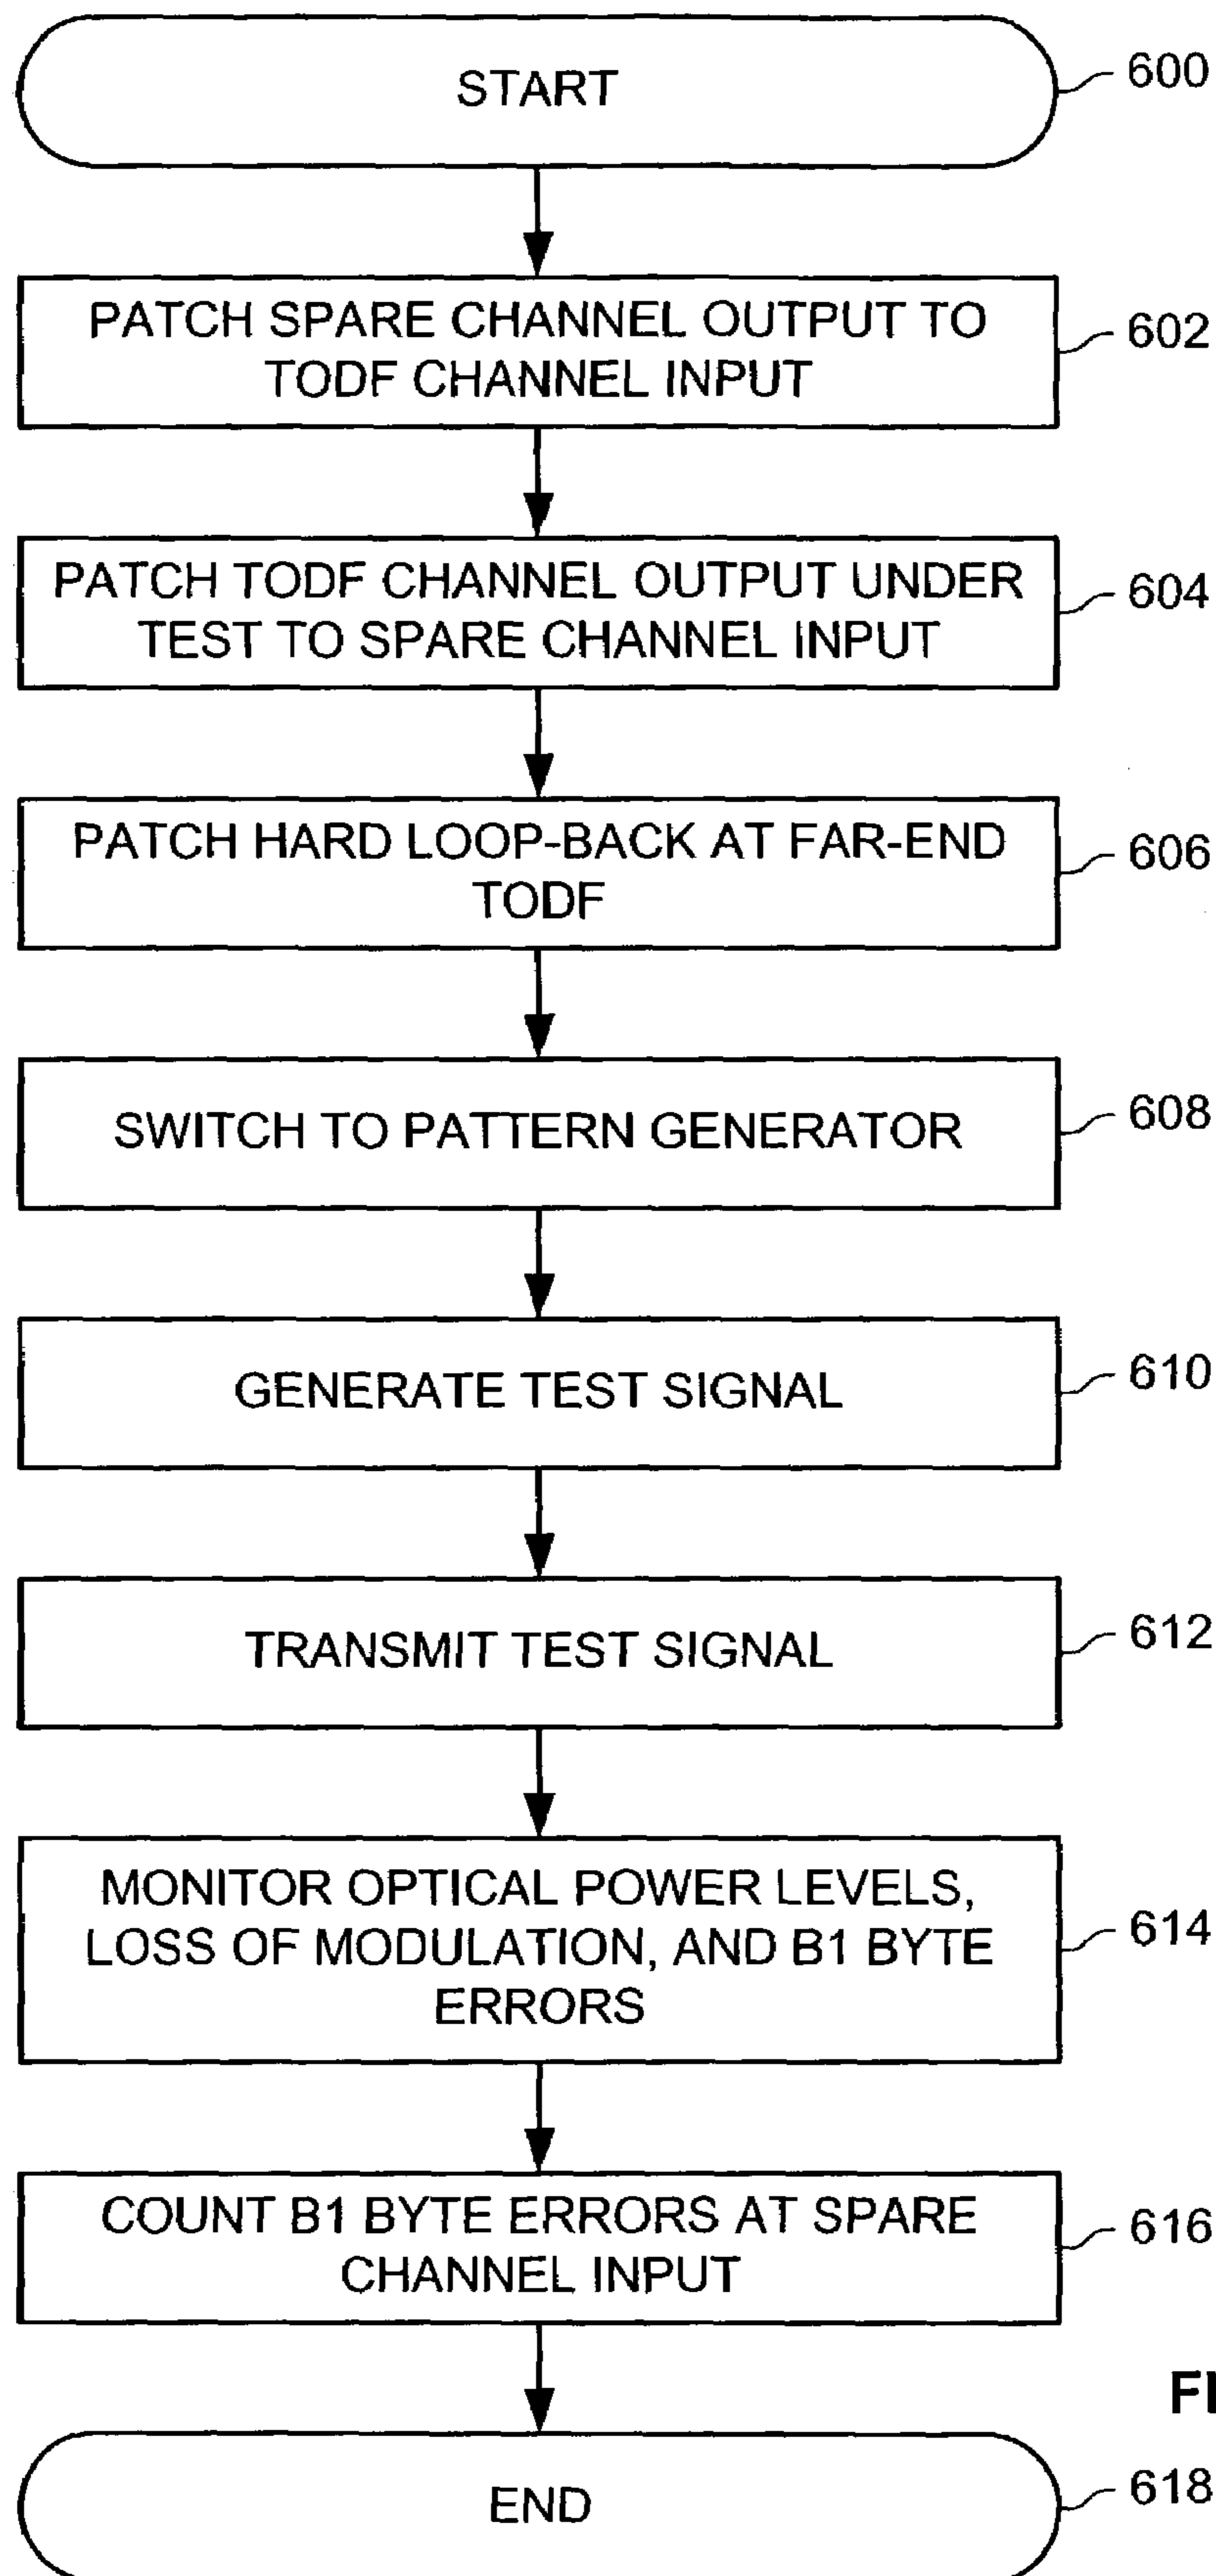 START
600
PATCH SPARE CHANNEL OUTPUT TO
TODF CHANNEL INPUT
602
PATCH TODF CHANNEL OUTPUT UNDER
TEST TO SPARE CHANNEL INPUT
604
PATCH HARD LOOP-BACK AT FAR-END
TODF
606
SWITCH TO PATTERN GENERATOR
608
GENERATE TEST SIGNAL
610
TRANSMIT TEST SIGNAL
612
MONITOR OPTICAL POWER LEVELS,
LOSS OF MODULATION, AND B1 BYTE
ERRORS
614
COUNT B1 BYTE ERRORS AT SPARE
CHANNEL INPUT
616
END
618